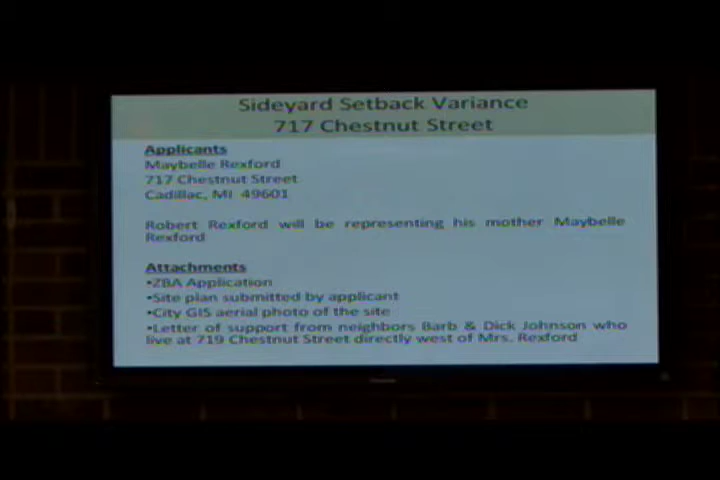 Sideyard Setback Variance
717 Chestnut Street
Applicants
Maybelle Rexford
717 Chestnut Street
Cadillac, MI 49601
Robert Rexford will be representing his mother Maybelle
Rexford
Attachments
•ZBA Application
•Site plan submitted by applicant
•City GIS aerial photo of the site
•Letter of support from neighbors Barb & Dick Johnson who
live at 719 Chestnut Street directly west of Mrs. Rexford